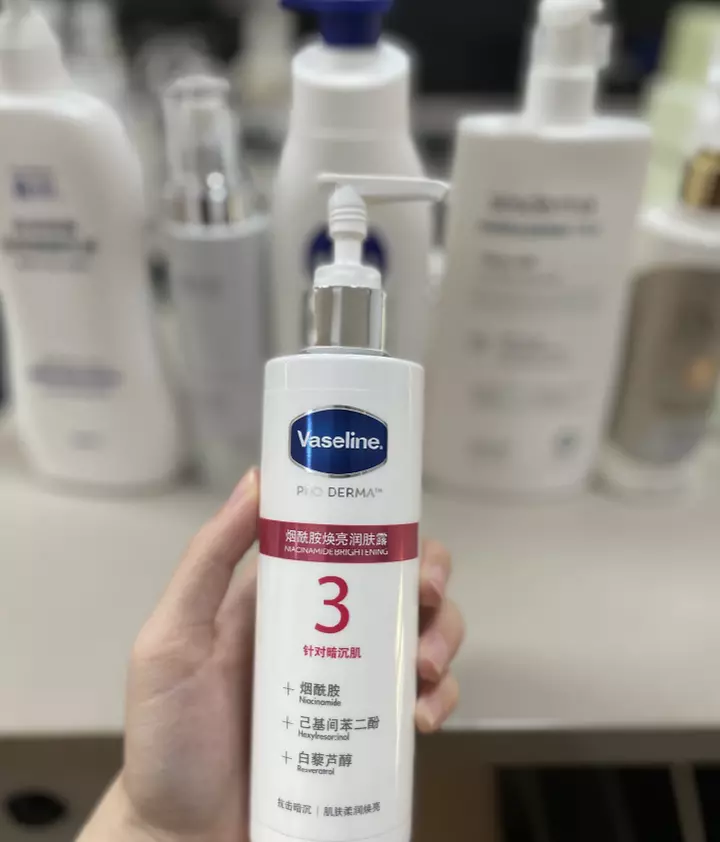 Vaseline.
PRO DERMA™
烟酰胺焕亮润肤露
NIACINAMIDE BRIGHTENING
3
针对暗沉肌
+ 烟酰胺
Niacinamide
+ 己基间苯二酚
Hexylresorcinol
+ 白藜芦醇
Resveratrol
抗击暗沉 | 肌肤柔润焕亮